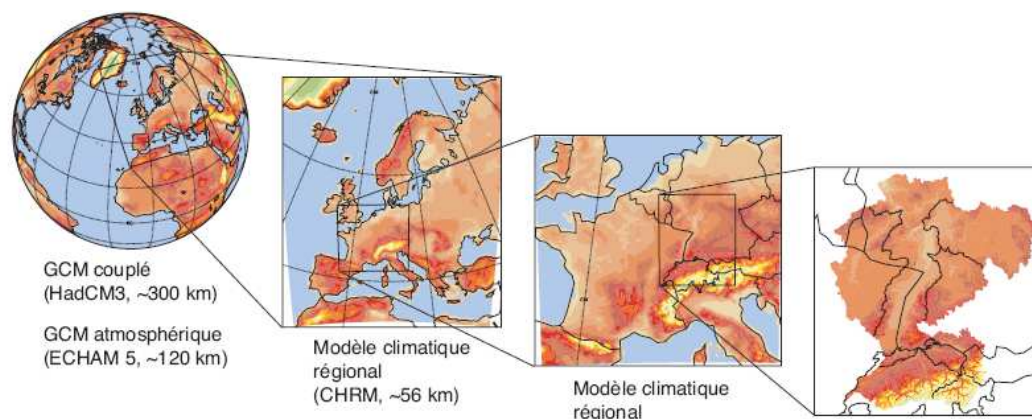 GCM couplé
(HadCM3, ~300 km)
GCM atmosphérique
(ECHAM 5, ~120 km)
Modèle climatique
régional
(CHRM, ~56 km)
Modèle climatique
régional